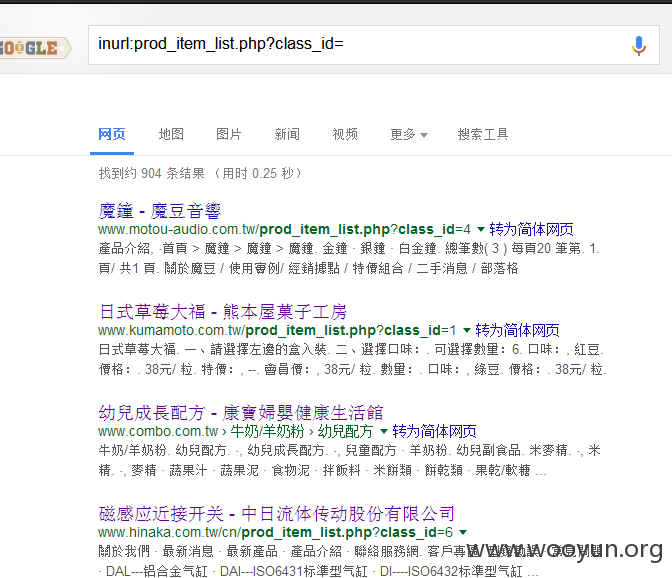 OOGLE
inurl:prod_item_list.php?class_id=
网页 地图 图片 新闻 视频 更多 搜索工具
找到约 904 条结果 （用时 0.25 秒）
魔鐘 - 魔豆音響
www.motou-audio.com.tw/prod_item_list.php?class_id=4 转为简体网页
產品介紹, ·首頁 > 魔鐘 > 魔鐘 > 魔鐘. 金鐘 · 銀鐘 · 白金鐘. 總筆數( 3 ) 每頁20 筆第. 1.
頁/ 共1 頁. 關於魔豆 / 使用實例/ 經銷據點 / 特價組合 / 二手消息 / 部落格
日式草莓大福 - 熊本屋菓子工房
www.kumamoto.com.tw/prod_item_list.php?class_id=1 转为简体网页
日式草莓大福. 一、請選擇左邊的盒入裝. 二、選擇口味：. 可選擇數量：6. 口味：, 紅豆.
價格：. 38元/ 粒. 特價：, --. 會員價：, 38元/ 粒. 數量：. 口味：, 綠豆. 價格：. 38元/ 粒.
幼兒成長配方 - 康寶婦嬰健康生活館
www.combo.com.tw › 牛奶/羊奶粉 › 幼兒配方 转为简体网页
牛奶/羊奶粉. 幼兒配方. ·, 幼兒成長配方. ·, 兒童配方 · 羊奶粉. 幼兒副食品. 米麥精. ·, 米
精. ·, 麥精 · 蔬果汁 · 蔬果泥 · 食物泥 · 拌飯料 · 米餅類 · 餅乾類 · 果乾/軟糖 ...
磁感应近接开关 - 中日流体传动股份有限公司
www.hinaka.com.tw/cn/prod_item_list.php?class_id=6
關於我們 · 最新消息 · 最新產品 · 產品介紹 · 聯絡服務網. 客戶專
· DAL---铝合金气缸 · DAI---ISO6431标准型气缸 · DI----ISO6432标准型气缸 ...
www.wooyun.org